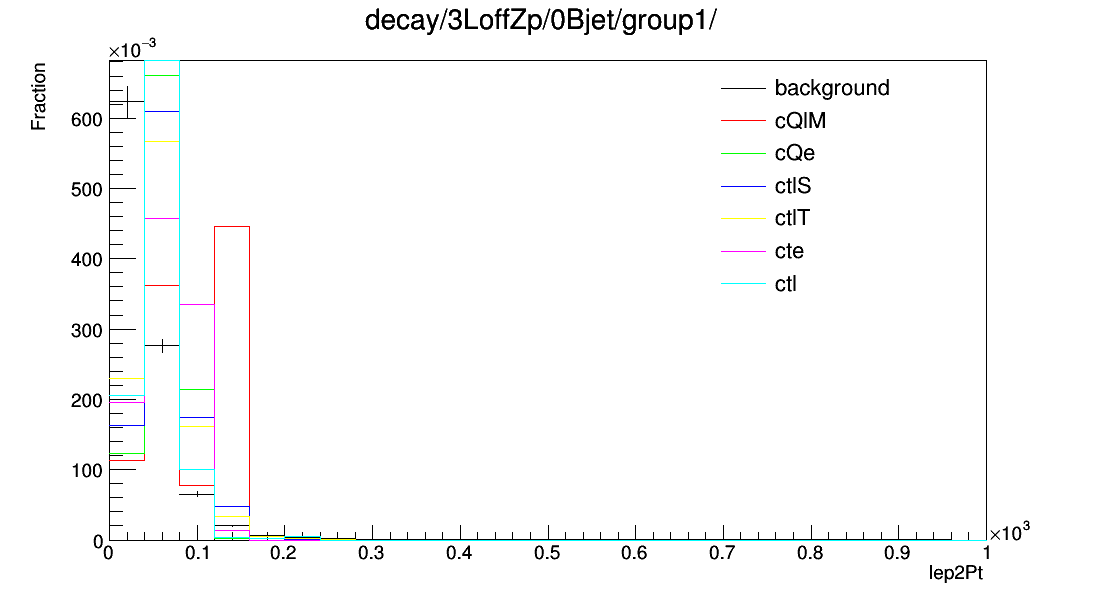 decay/3LoffZp/0Bjet/group1/
×10⁻³
Fraction
600
500
400
300
200
100
0
background
cQlM
cQe
ctlS
ctlT
cte
ctl
0 0.1 0.2 0.3 0.4 0.5 0.6 0.7 0.8 0.9 1
×10³
lep2Pt